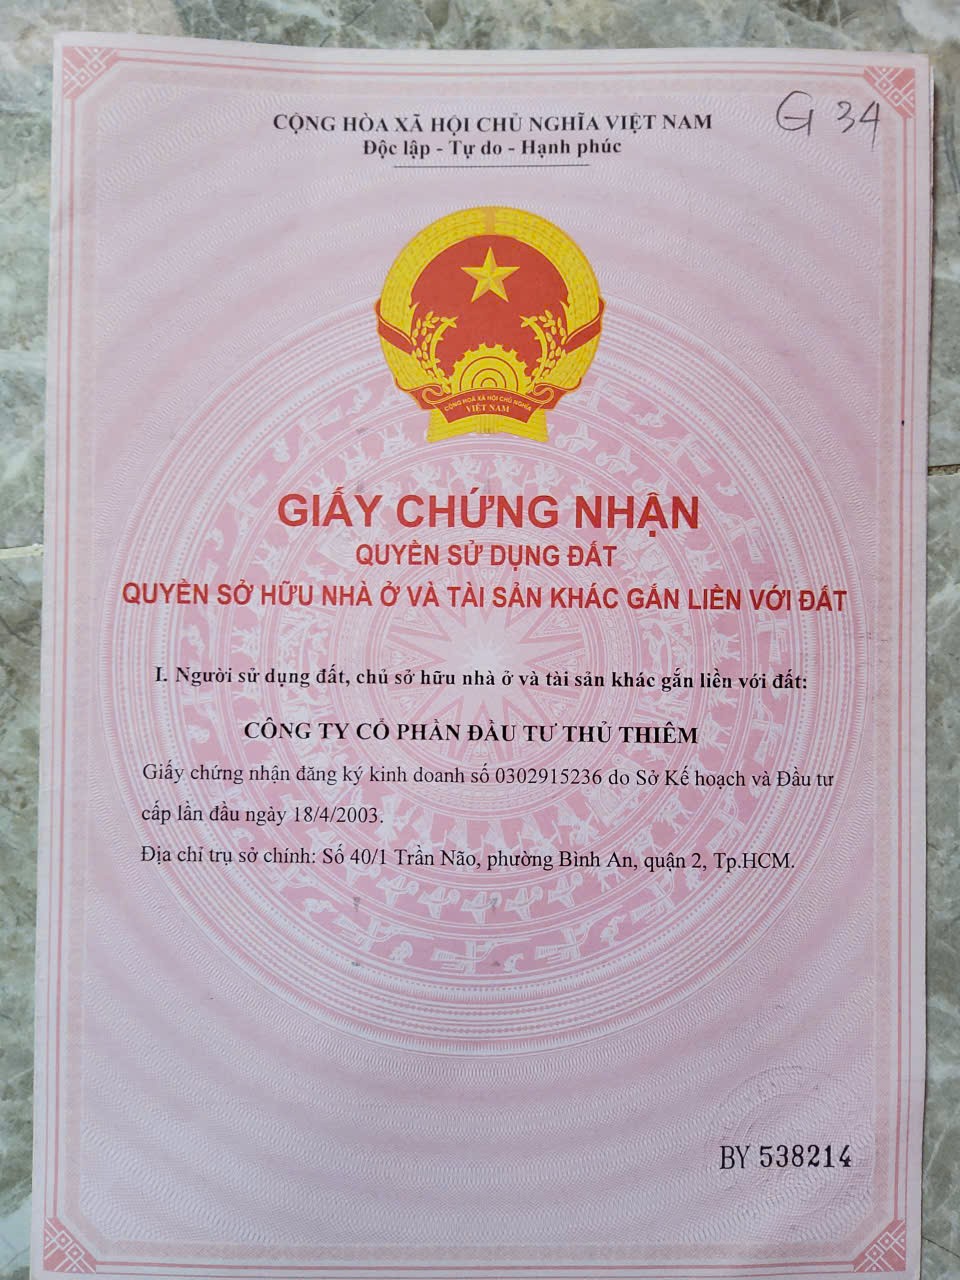 G 34
CỘNG HÒA XÃ HỘI CHỦ NGHĨA VIỆT NAM
Độc lập - Tự do - Hạnh phúc
CỘNG HOÀ XÃ HỘI CHỦ NGHĨA
VIỆT NAM
GIẤY CHỨNG NHẬN
QUYỀN SỬ DỤNG ĐẤT
QUYỀN SỞ HỮU NHÀ Ở VÀ TÀI SẢN KHÁC GẮN LIỀN VỚI ĐẤT
I. Người sử dụng đất, chủ sở hữu nhà ở và tài sản khác gắn liền với đất:
CÔNG TY CỔ PHẦN ĐẦU TƯ THỦ THIÊM
Giấy chứng nhận đăng ký kinh doanh số 0302915236 do Sở Kế hoạch và Đầu tư
cấp lần đầu ngày 18/4/2003.
Địa chỉ trụ sở chính: Số 40/1 Trần Não, phường Bình An, quận 2, Tp.HCM.
BY 538214